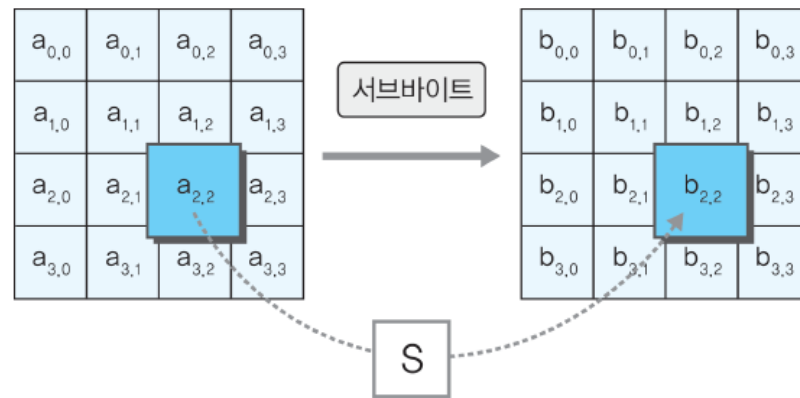 a0,0 a0,1 a0,2 a0,3
a1,0 a1,1 a1,2 a1,3
a2,0 a2,1 a2,2 a2,3
a3,0 a3,1 a3,2 a3,3
서브바이트
b0,0 b0,1 b0,2 b0,3
b1,0 b1,1 b1,2 b1,3
b2,0 b2,1 b2,2 b2,3
b3,0 b3,1 b3,2 b3,3
S